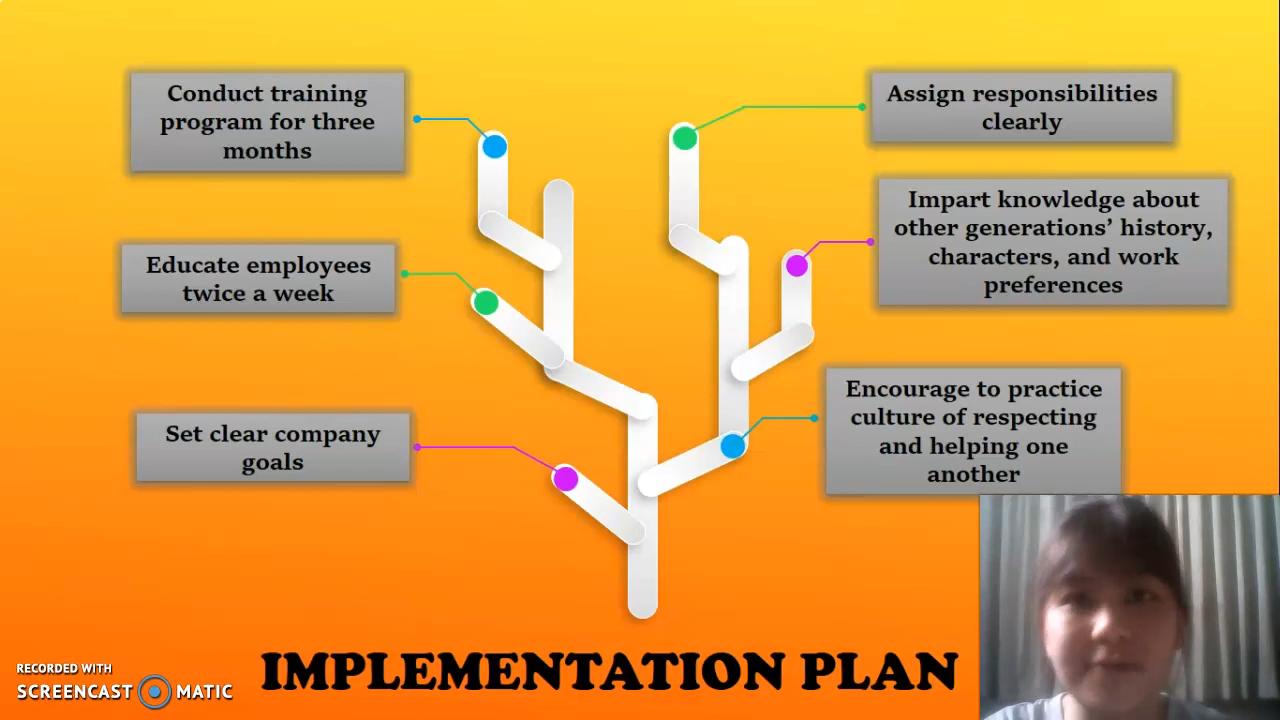 Conduct training
program for three
months
Educate employees
twice a week
Set clear company
goals
Assign responsibilities
clearly
Impart knowledge about
other generations’ history,
characters, and work
preferences
Encourage to practice
culture of respecting
and helping one
another
IMPLEMENTATION PLAN
RECORDED WITH
SCREENCAST MATIC